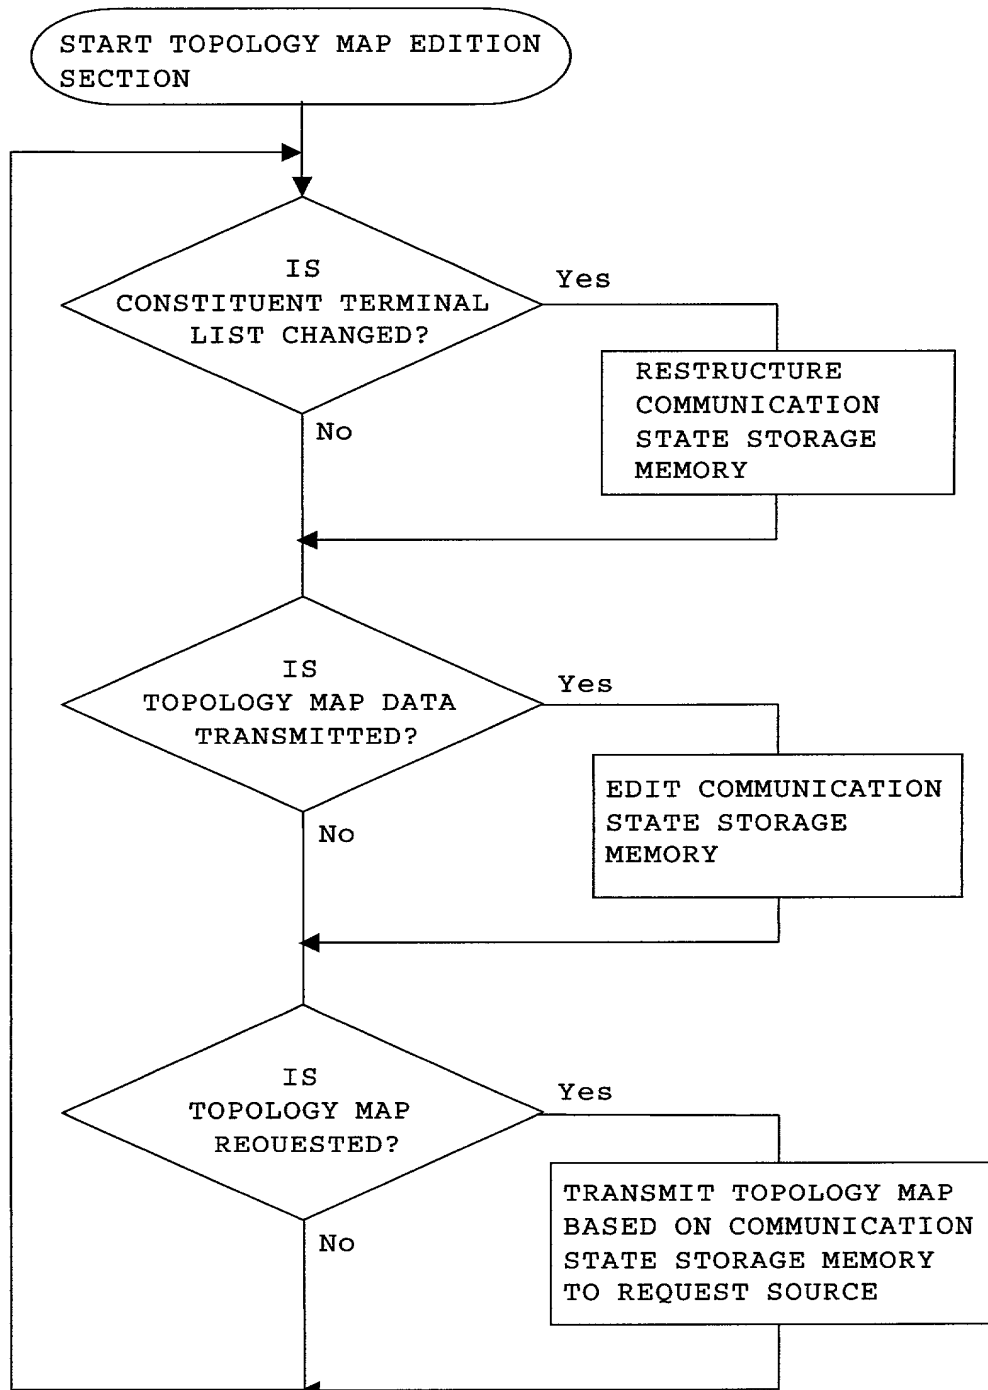 START TOPOLOGY MAP EDITION
SECTION
IS
CONSTITUENT TERMINAL
LIST CHANGED?
Yes
RESTRUCTURE
COMMUNICATION
STATE STORAGE
MEMORY
No
IS
TOPOLOGY MAP DATA
TRANSMITTED?
Yes
EDIT COMMUNICATION
STATE STORAGE
MEMORY
No
IS
TOPOLOGY MAP
REOUESTED?
Yes
TRANSMIT TOPOLOGY MAP
BASED ON COMMUNICATION
STATE STORAGE MEMORY
TO REQUEST SOURCE
No